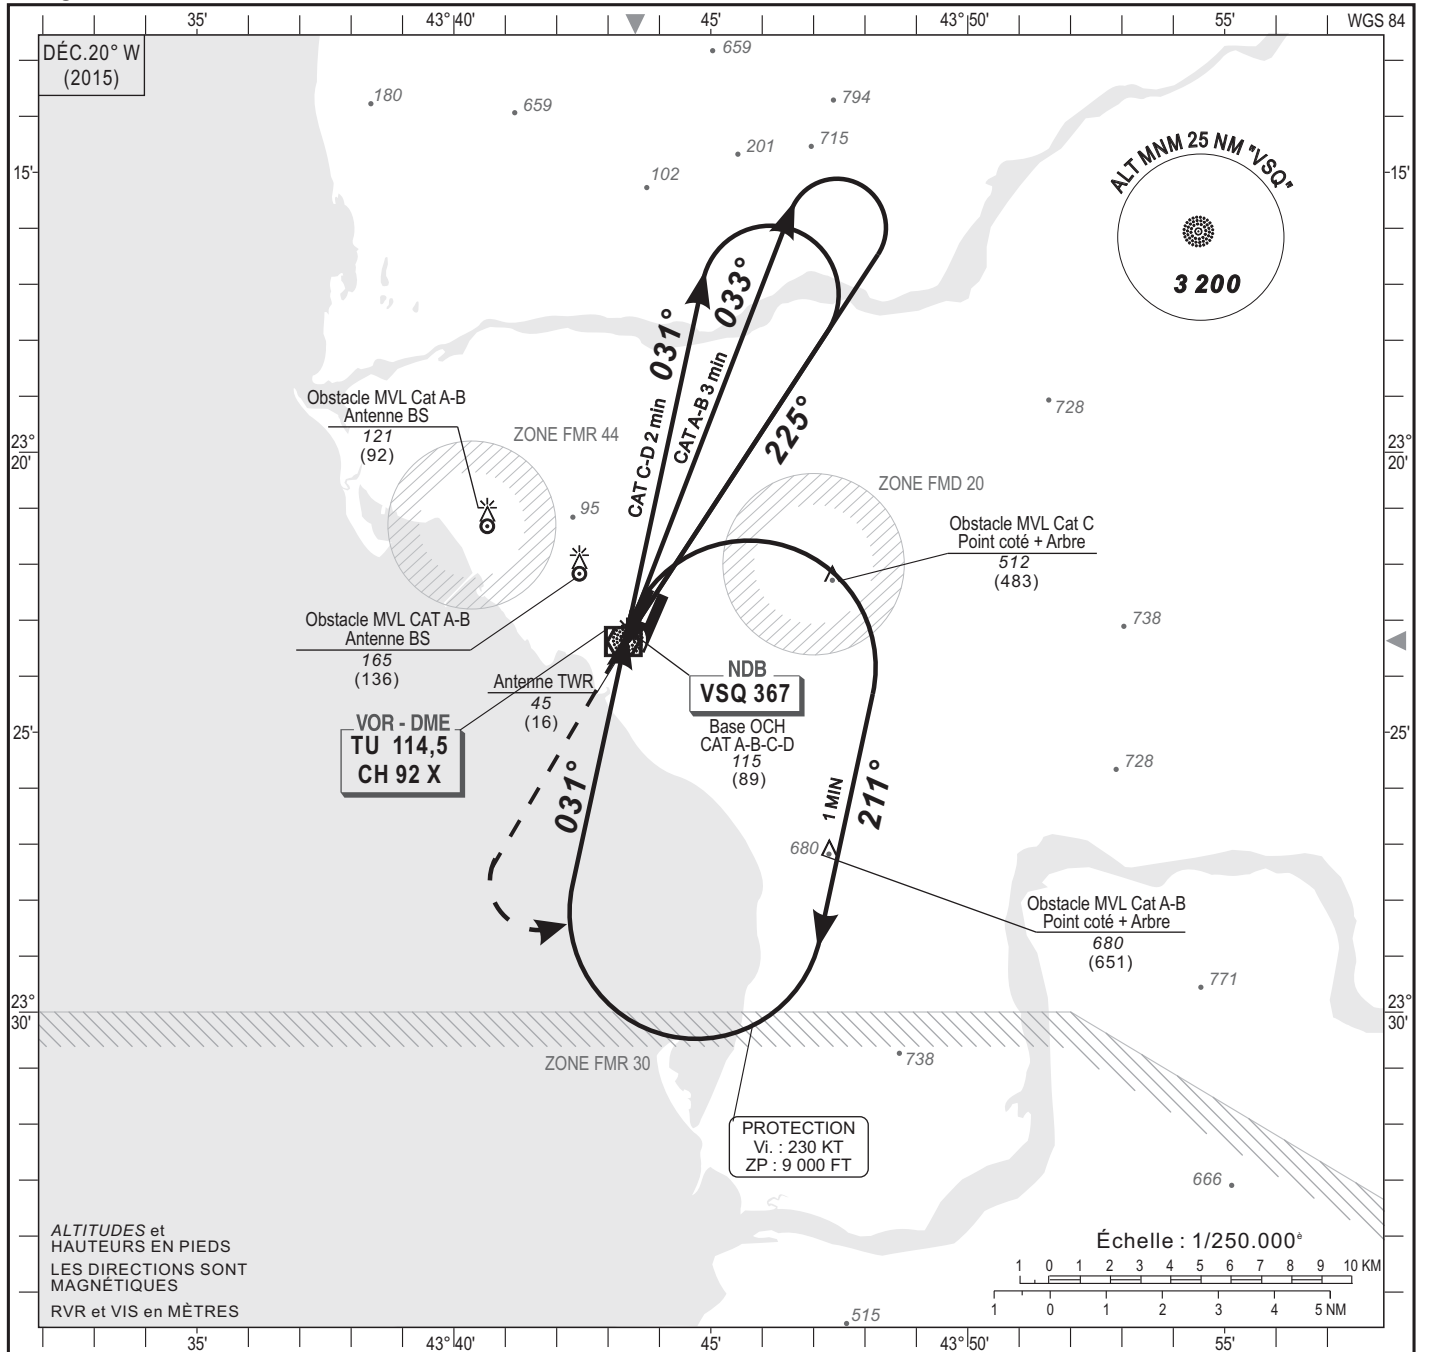 35'
43°40'
45'
43°50'
55'
WGS 84
DÉC.20° W
(2015)
659
180
659
794
715
201
102
ALT MNM 25 NM "VSQ"
3 200
15'
15'
031°
033°
CAT C-D 2 min
CAT A-B 3 min
225°
728
Obstacle MVL Cat A-B
Antenne BS
121
(92)
ZONE FMR 44
23°
20'
23°
20'
95
ZONE FMD 20
Obstacle MVL Cat C
Point coté + Arbre
512
(483)
Obstacle MVL CAT A-B
Antenne BS
165
(136)
738
Antenne TWR
45
(16)
NDB
VSQ 367
Base OCH
CAT A-B-C-D
115
(89)
VOR - DME
TU 114,5
CH 92 X
25'
25'
728
031°
1 MIN
211°
680
Obstacle MVL Cat A-B
Point coté + Arbre
680
(651)
771
23°
30'
23°
30'
ZONE FMR 30
738
PROTECTION
Vi. : 230 KT
ZP : 9 000 FT
666
ALTITUDES et
HAUTEURS EN PIEDS
LES DIRECTIONS SONT
MAGNÉTIQUES
RVR et VIS en MÈTRES
Échelle : 1/250.000è
1 0 1 2 3 4 5 6 7 8 9 10 KM
1 0 1 2 3 4 5 NM
515
35'
43°40'
45'
43°50'
55'